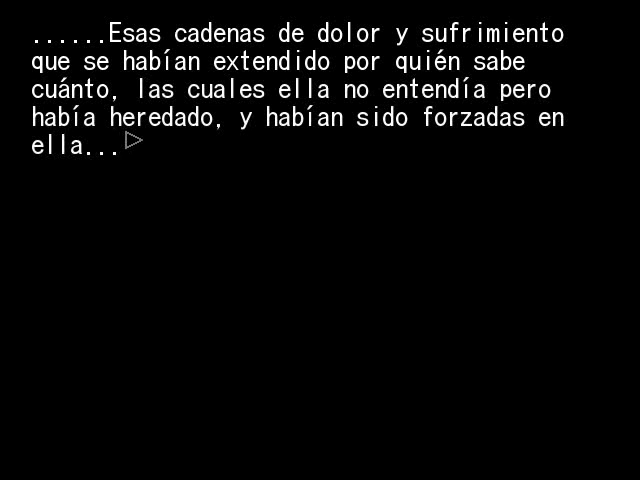 ......Esas cadenas de dolor y sufrimiento
que se habían extendido por quién sabe
cuánto, las cuales ella no entendía pero
había heredado, y habían sido forzadas en
ella...